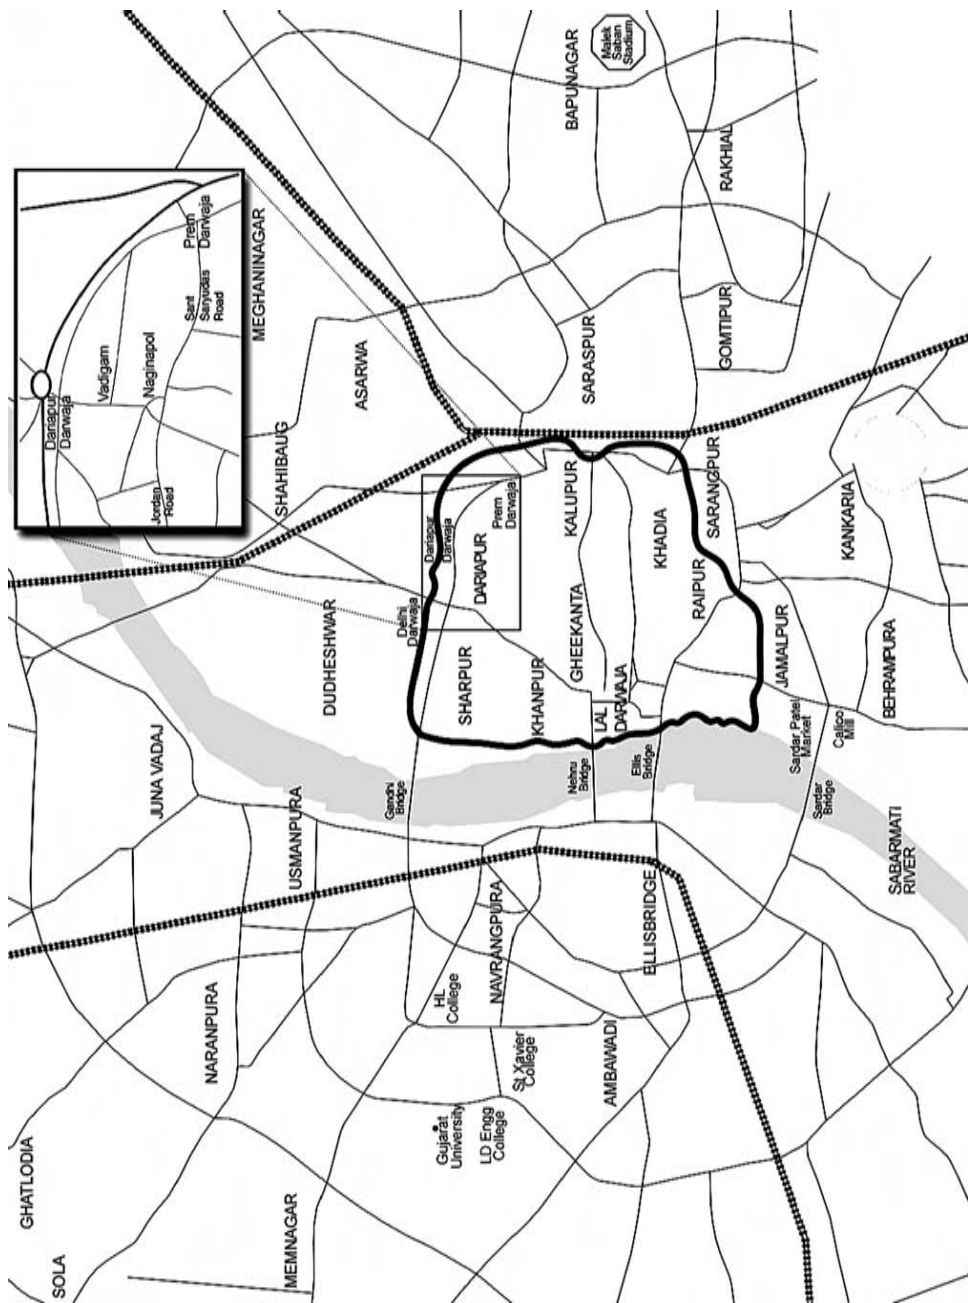 GHATLODIA
SOLA
Dariapur
Darwaja
Vadigam
Naginapol
Jordan
Road
Prem
Darwaja
Sant
Saryudas
Road
JUNA VADAJ
NARANPURA
MEGHANINAGAR
SHAHIBAUG
USMANPURA
MEMNAGAR
DUDHESHWAR
ASARWA
Gandhi
Bridge
Delhi
Darwaja
Dariapur
Darwaja
HL
College
Gujarat
University
SHARPUR
DARIAPUR
Prem
Darwaja
NAVRANGPURA
LD Engg
College
St Xavier
College
KHANPUR
GHEEKANTA
KALUPUR
Nehru
Bridge
BAPUNAGAR
Malek
Saban
Stadium
SARASPUR
LAL
DARWAJA
AMBAWADI
Ellis
Bridge
ELLISBRIDGE
KHADIA
RAIPUR
SARANGPUR
GOMTIPUR
RAKHIAL
JAMALPUR
Sardar Patel
Market
Sardar
Bridge
Calico
Mill
KANKARIA
BEHRAMPURA
SABARMATI
RIVER